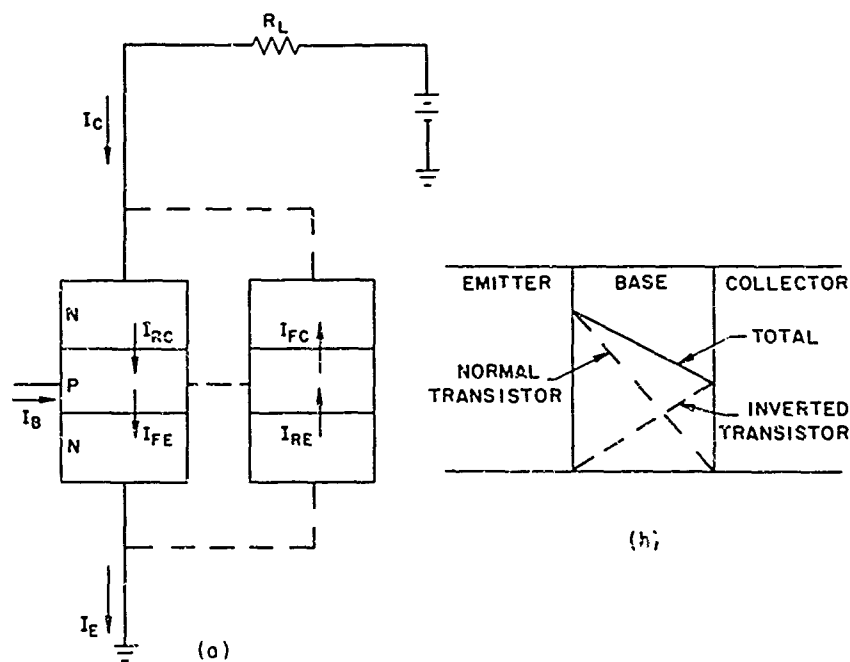 R_L
I_C
N
I_RC
I_FC
P
I_B
I_FE
N
I_RE
I_E
(a)
EMITTER BASE COLLECTOR
TOTAL
NORMAL
TRANSISTOR
INVERTED
TRANSISTOR
(h)